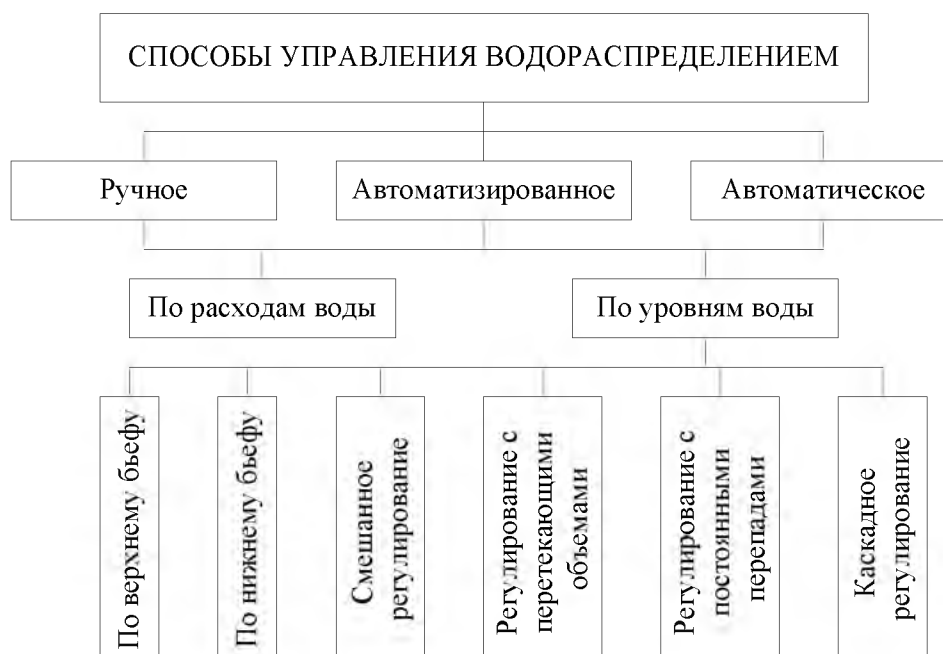 СПОСОБЫ УПРАВЛЕНИЯ ВОДОРАСПРЕДЕЛЕНИЕМ
Ручное
Автоматизированное
Автоматическое
По расходам воды
По уровням воды
По верхнему бьефу
По нижнему бьефу
Смешанное
регулирование
Регулирование с
перетекающими
объемами
Регулирование с
постоянными
перепадами
Каскадное
регулирование